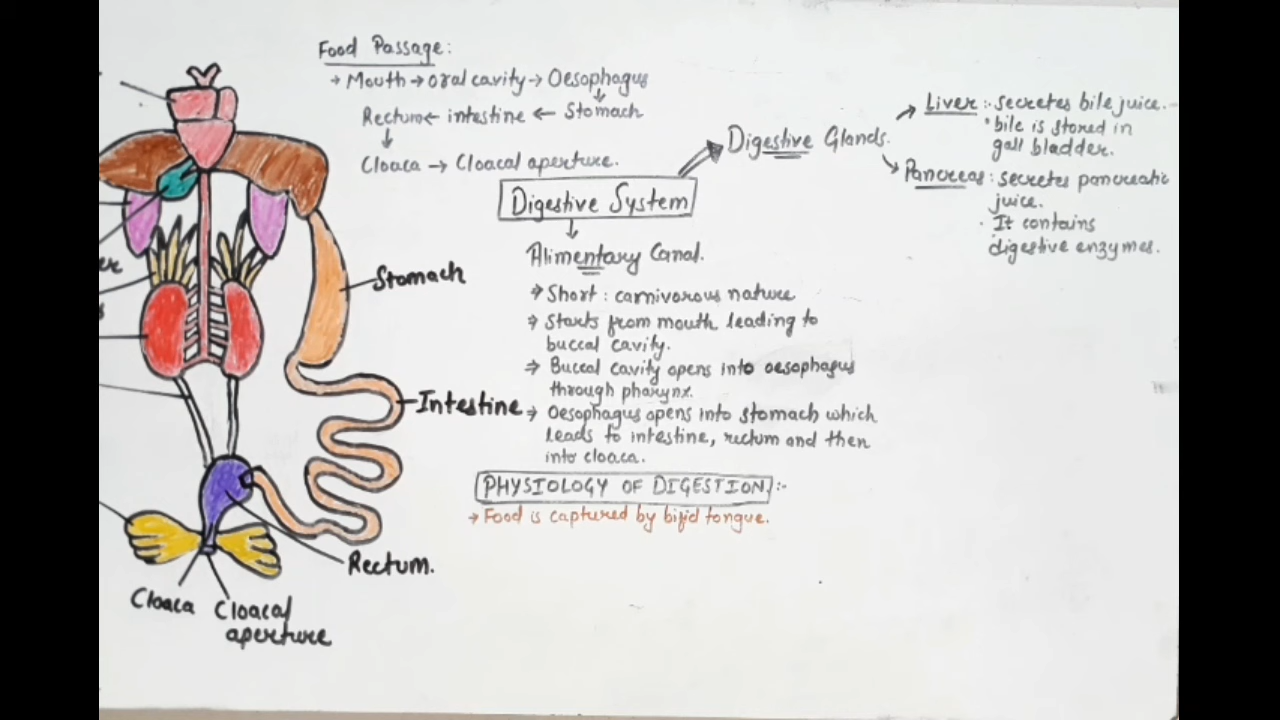 Food Passage:
→ Mouth → oral cavity → Oesophagus
Rectum ← intestine ← Stomach
Cloaca → Cloacal aperture.
Digestive System
Digestive Glands.
Liver :- secretes bile juice.
• bile is stored in
gall bladder.
Pancreas : secretes pancreatic
juice.
• It contains
digestive enzymes.
Alimentary Canal.
→ Short : carnivorous nature
→ Starts from mouth leading to
buccal cavity.
→ Buccal cavity opens into oesophagus
through pharynx.
→ Oesophagus opens into stomach which
leads to intestine, rectum and then
into cloaca.
PHYSIOLOGY OF DIGESTION :-
→ Food is captured by bifid tongue.
Stomach
Intestine
Rectum.
Cloaca
Cloacal
aperture